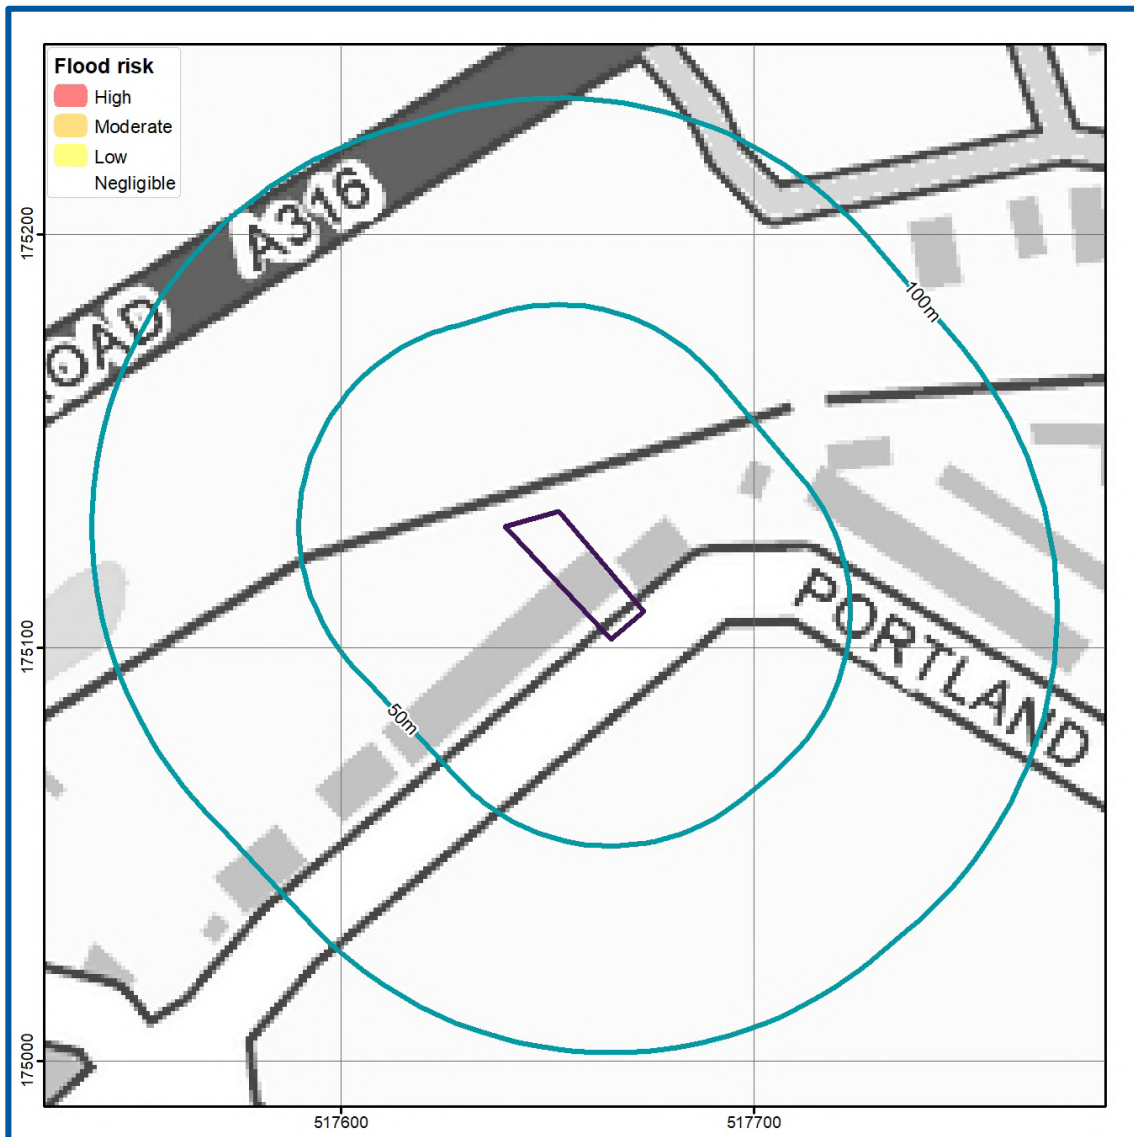 Flood risk
High
Moderate
Low
Negligible
A316
OAD
100m
50m
PORTLAND
175200
175100
175000
517600
517700